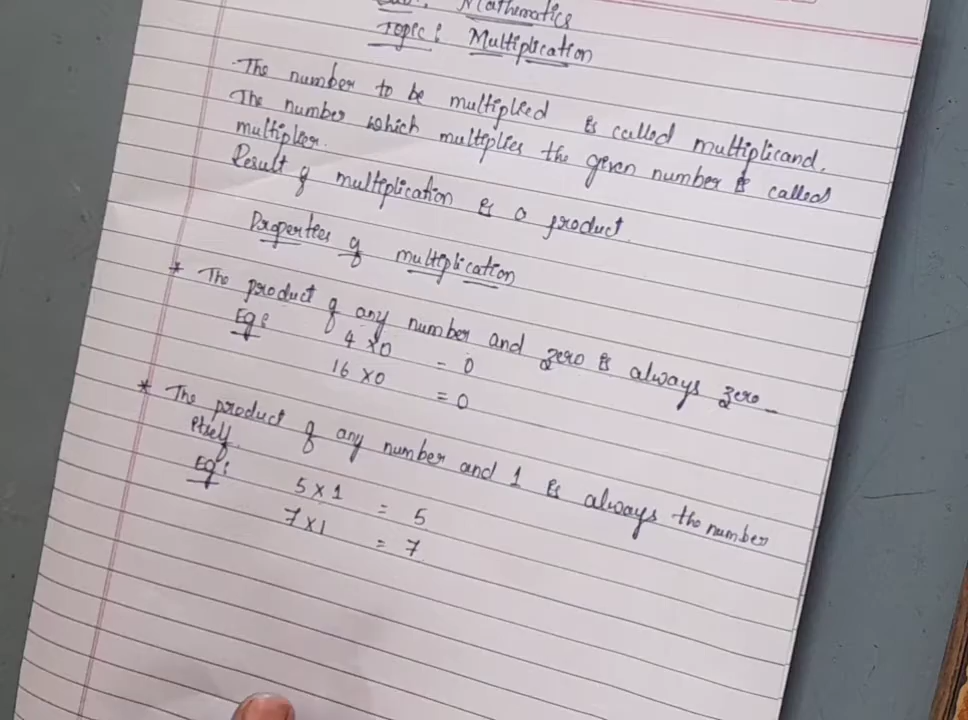 Sub: Mathematics
Topic: Multiplication
The number to be multiplied is called multiplicand.
The number which multiplies the given number is called
multiplier.
Result of multiplication is a product.
Properties of multiplication
* The product of any number and zero is always zero.
Eg: 4 x 0 = 0
16 x 0 = 0
* The product of any number and 1 is always the number
itself.
Eg: 5 x 1 = 5
7 x 1 = 7